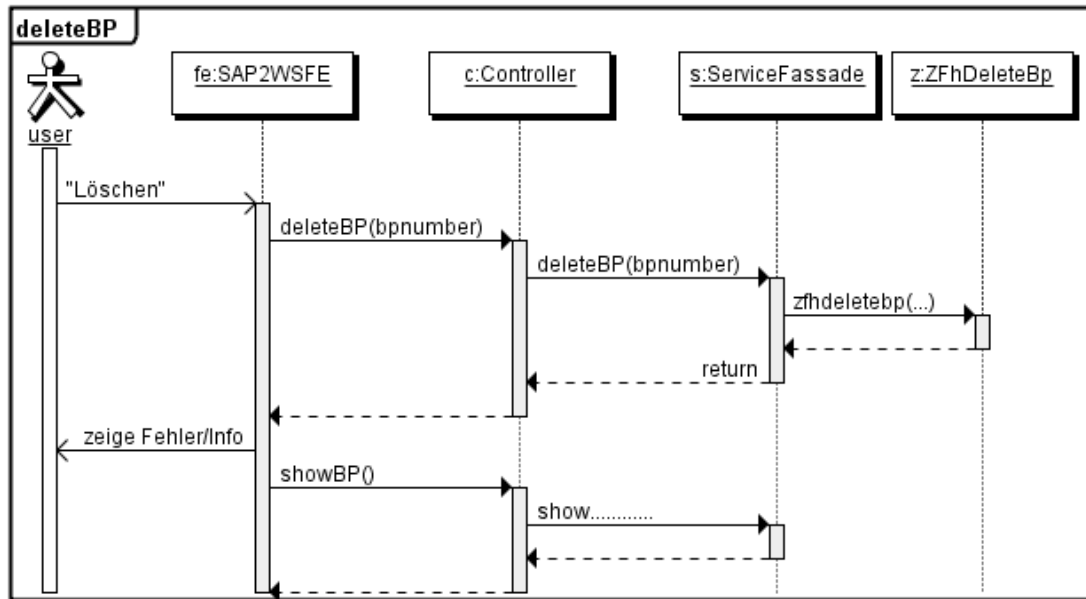 deleteBP
fe:SAP2WSFE
c:Controller
s:ServiceFassade
z:ZFhDeleteBp
user
"Löschen"
deleteBP(bpnumber)
deleteBP(bpnumber)
zfhdeletebp(...)
return
zeige Fehler/Info
showBP()
show............